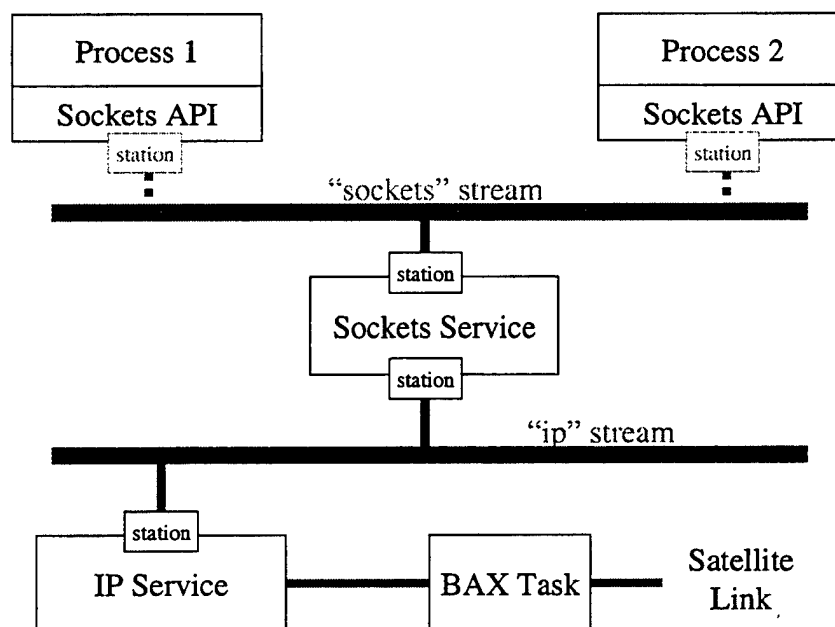 Process 1
Process 2
Sockets API
Sockets API
station
station
“sockets” stream
station
Sockets Service
station
“ip” stream
station
IP Service
BAX Task
Satellite
Link